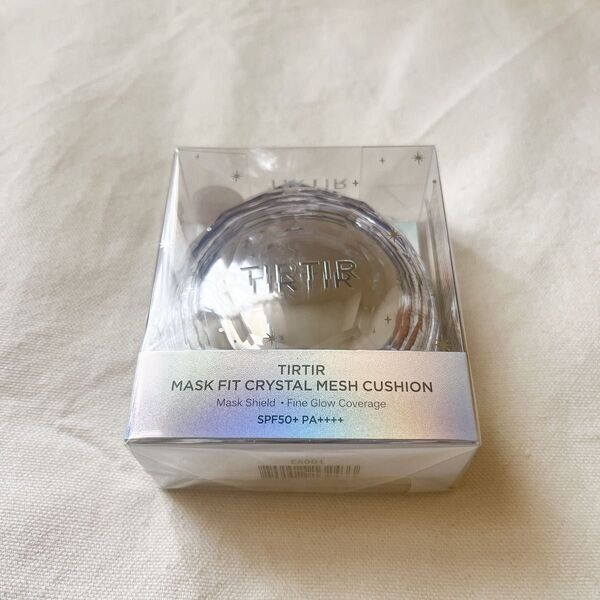 TIRTIR
TIRTIR
MASK FIT CRYSTAL MESH CUSHION
Mask Shield • Fine Glow Coverage
SPF50+ PA++++